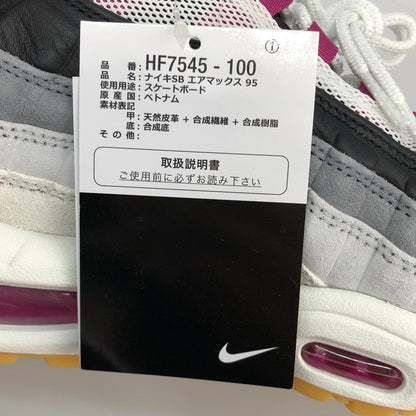 品 番 : HF7545 - 100
品 名 : ナイキSB エアマックス 95
使用用途 : スケートボード
原 産 国 : ベトナム
素材表記
甲 : 天然皮革 + 合成繊維 + 合成樹脂
底 : 合成底
そ の 他 :
取扱説明書
ご使用前に必ずお読み下さい